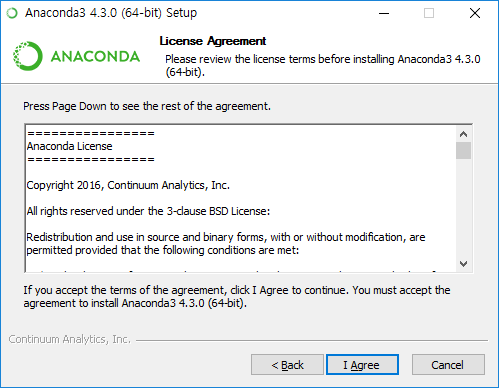 Anaconda3 4.3.0 (64-bit) Setup
ANACONDA
License Agreement
Please review the license terms before installing Anaconda3 4.3.0
(64-bit).
Press Page Down to see the rest of the agreement.
================
Anaconda License
================
Copyright 2016, Continuum Analytics, Inc.
All rights reserved under the 3-clause BSD License:
Redistribution and use in source and binary forms, with or without modification, are
permitted provided that the following conditions are met:
If you accept the terms of the agreement, click I Agree to continue. You must accept the
agreement to install Anaconda3 4.3.0 (64-bit).
Continuum Analytics, Inc.
< Back
I Agree
Cancel